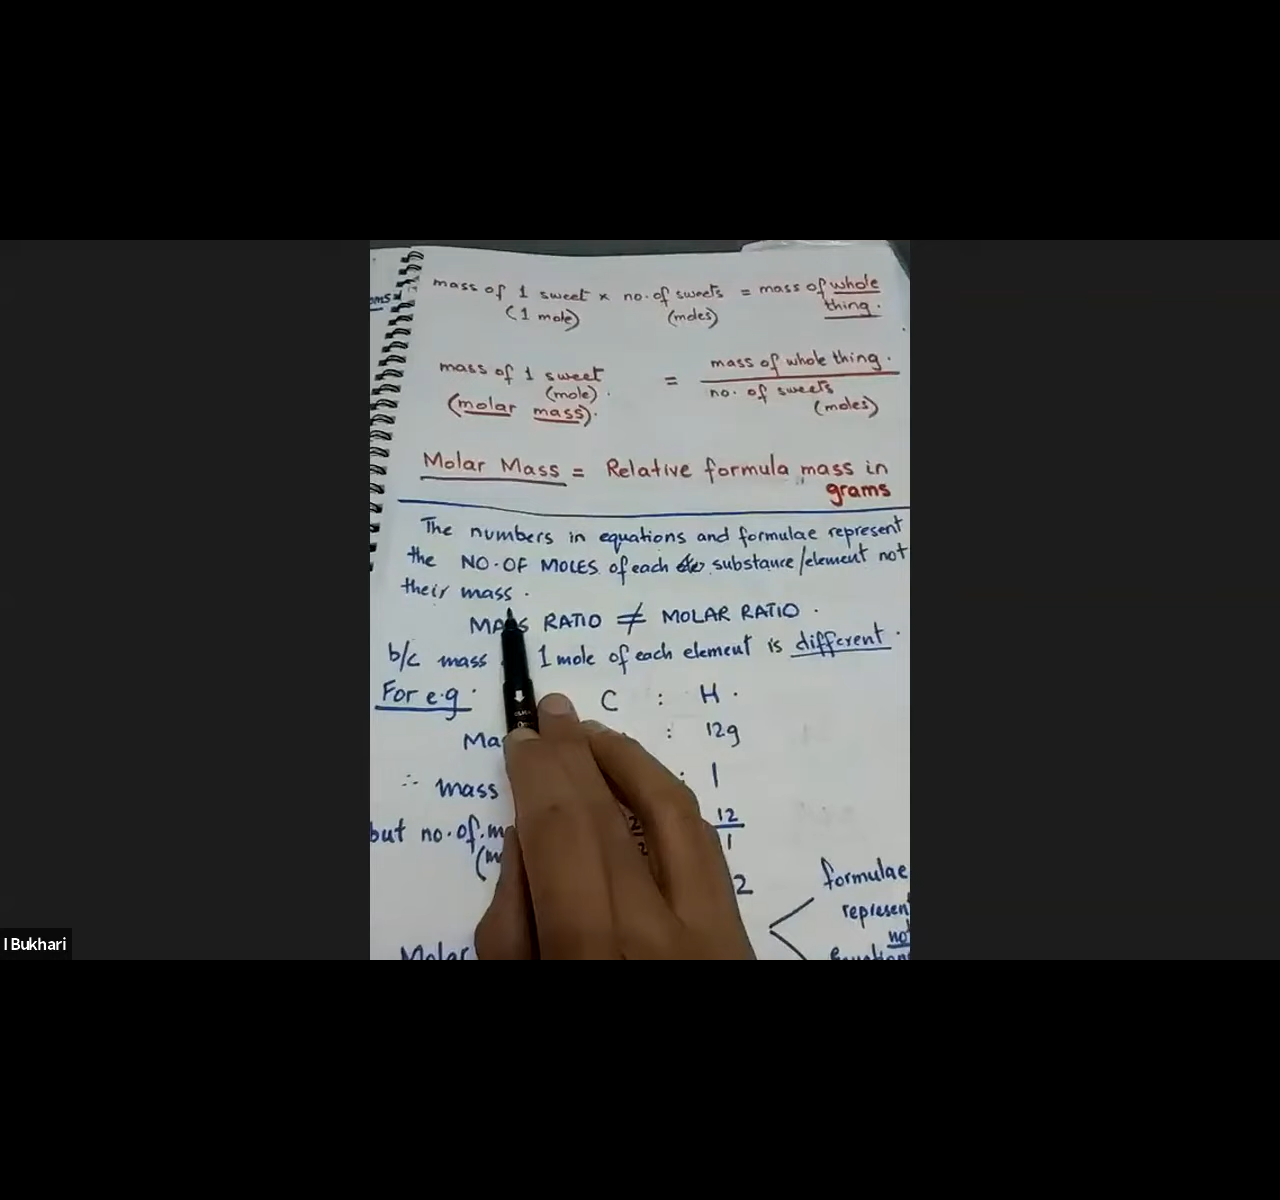 mass of 1 sweet × no. of sweets = mass of whole thing.
(1 mole) (moles)
mass of 1 sweet (mole). = mass of whole thing.
(molar mass). no. of sweets (moles)
Molar Mass = Relative formula mass in grams
The numbers in equations and formulae represent
the NO. OF MOLES of each substance/element not
their mass.
MASS RATIO ≠ MOLAR RATIO.
b/c mass 1 mole of each element is different.
For e.g. C : H.
: 12g
∴ mass : 1
but no. of 12
1
2
formulae
represent
not
Molar
I Bukhari